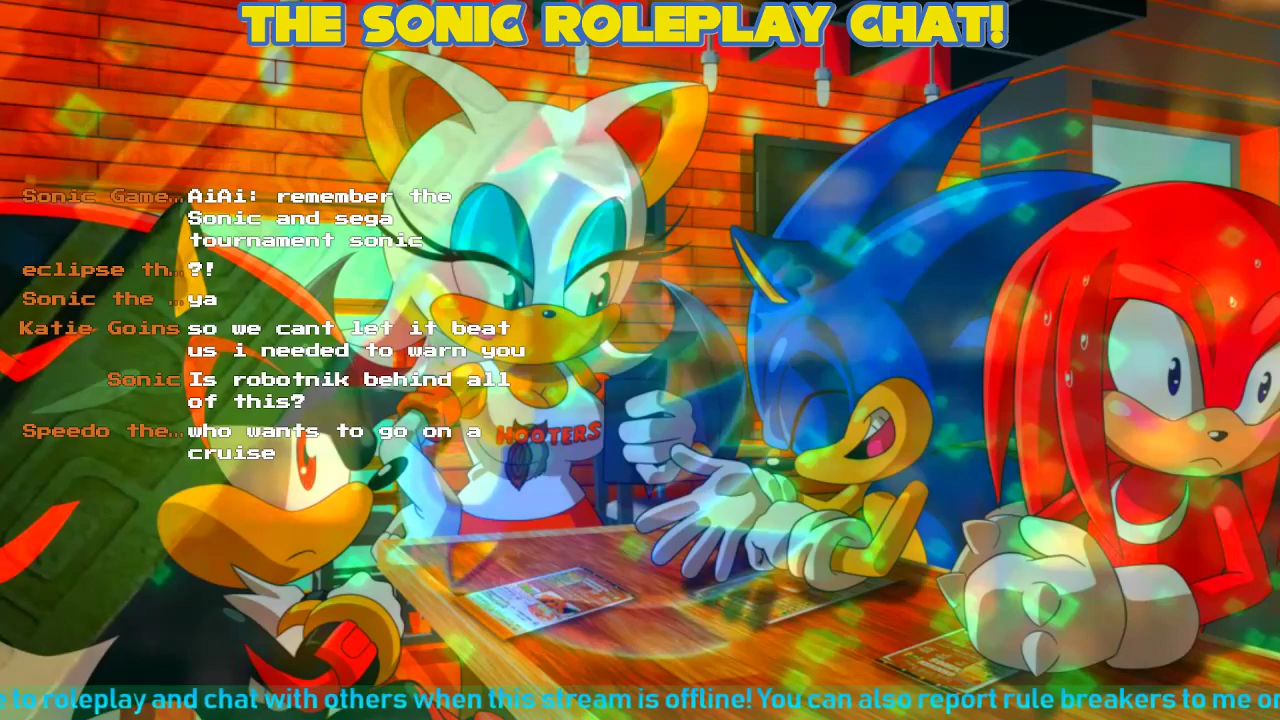 THE SONIC ROLEPLAY CHAT!
Sonic Game… AiAi: remember the
Sonic and sega
tournament sonic
eclipse th… ?!
Sonic the … ya
Katie Goins so we cant let it beat
us i needed to warn you
Sonic Is robotnik behind all
of this?
Speedo the… who wants to go on a
cruise
HOOTERS
e to roleplay and chat with others when this stream is offline! You can also report rule breakers to me or